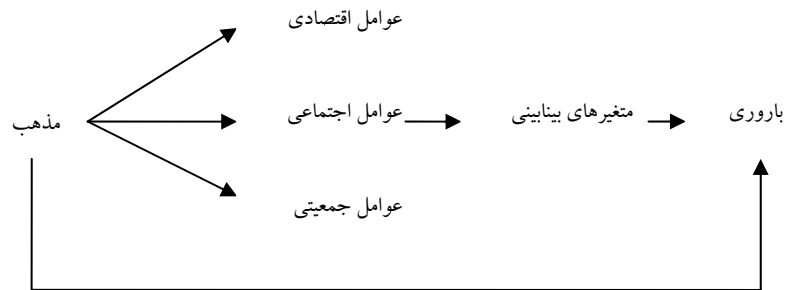 عوامل اقتصادی
مذهب
عوامل اجتماعی
متغیرهای بینابینی
باروری
عوامل جمعیتی